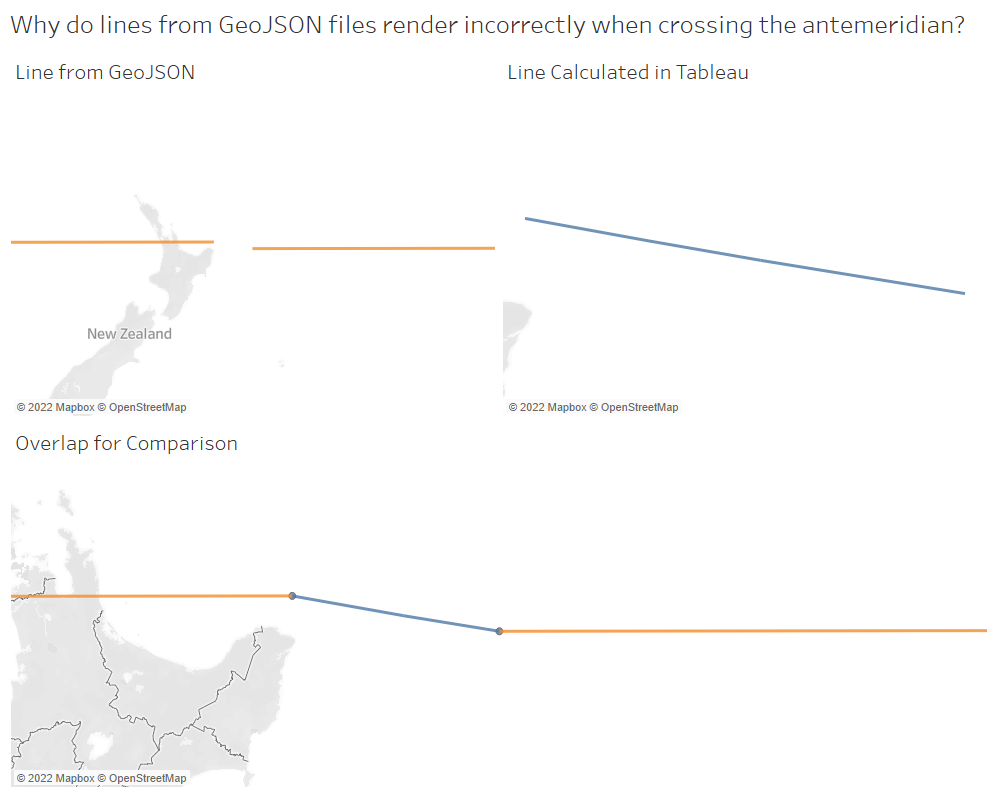 Why do lines from GeoJSON files render incorrectly when crossing the antemeridian?
Line from GeoJSON
Line Calculated in Tableau
New Zealand
© 2022 Mapbox © OpenStreetMap
© 2022 Mapbox © OpenStreetMap
Overlap for Comparison
© 2022 Mapbox © OpenStreetMap